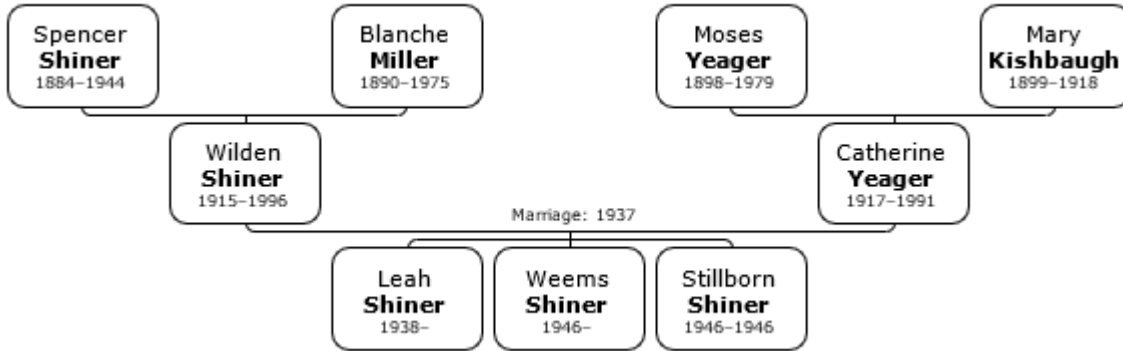 Spencer
Shiner
1884–1944
Blanche
Miller
1890–1975
Moses
Yeager
1898–1979
Mary
Kishbaugh
1899–1918
Wilden
Shiner
1915–1996
Catherine
Yeager
1917–1991
Marriage: 1937
Leah
Shiner
1938–
Weems
Shiner
1946–
Stillborn
Shiner
1946–1946